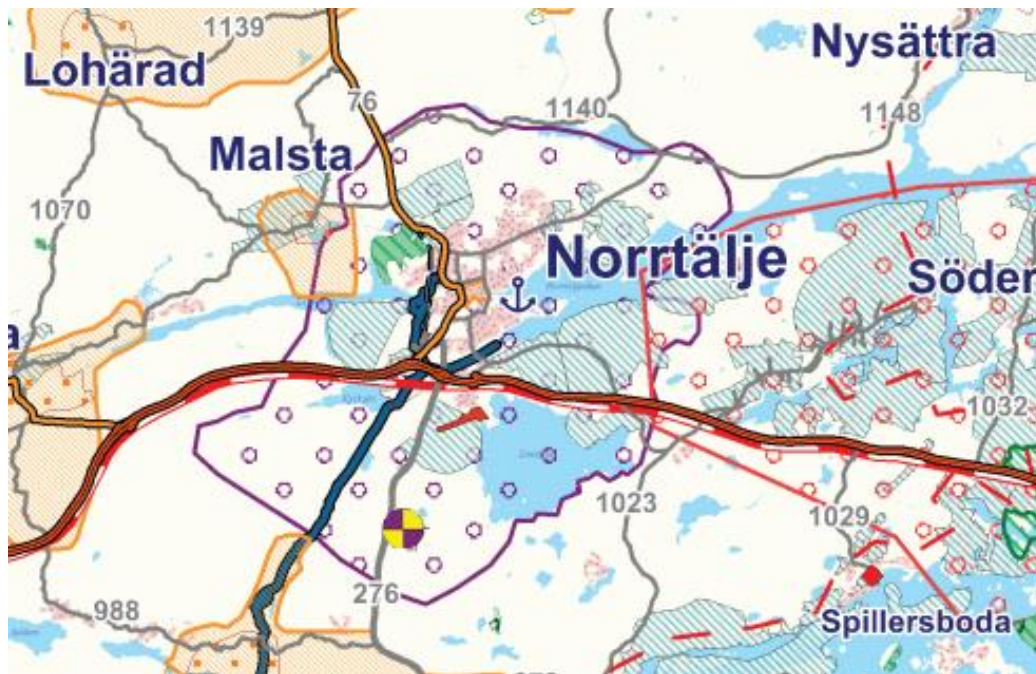 1139
Nysättra
Lohärad
76
1140
1148
Malsta
1070
Norrtälje
Söder
a
1032
1023
1029
276
988
Spillersboda